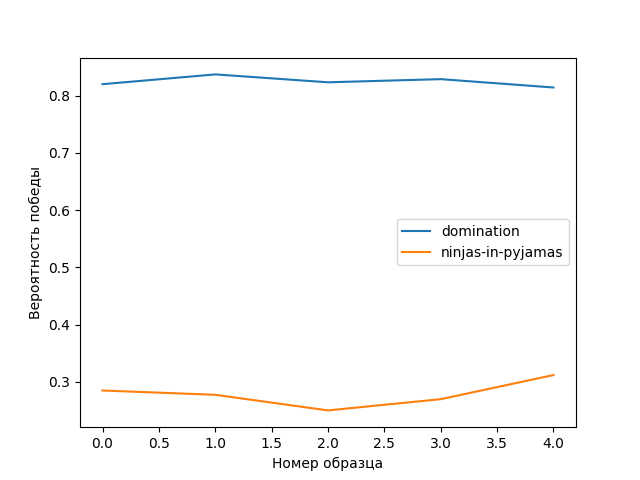 0.8
0.7
0.6
0.5
0.4
0.3
Вероятность победы
domination
ninjas-in-pyjamas
0.0 0.5 1.0 1.5 2.0 2.5 3.0 3.5 4.0
Номер образца